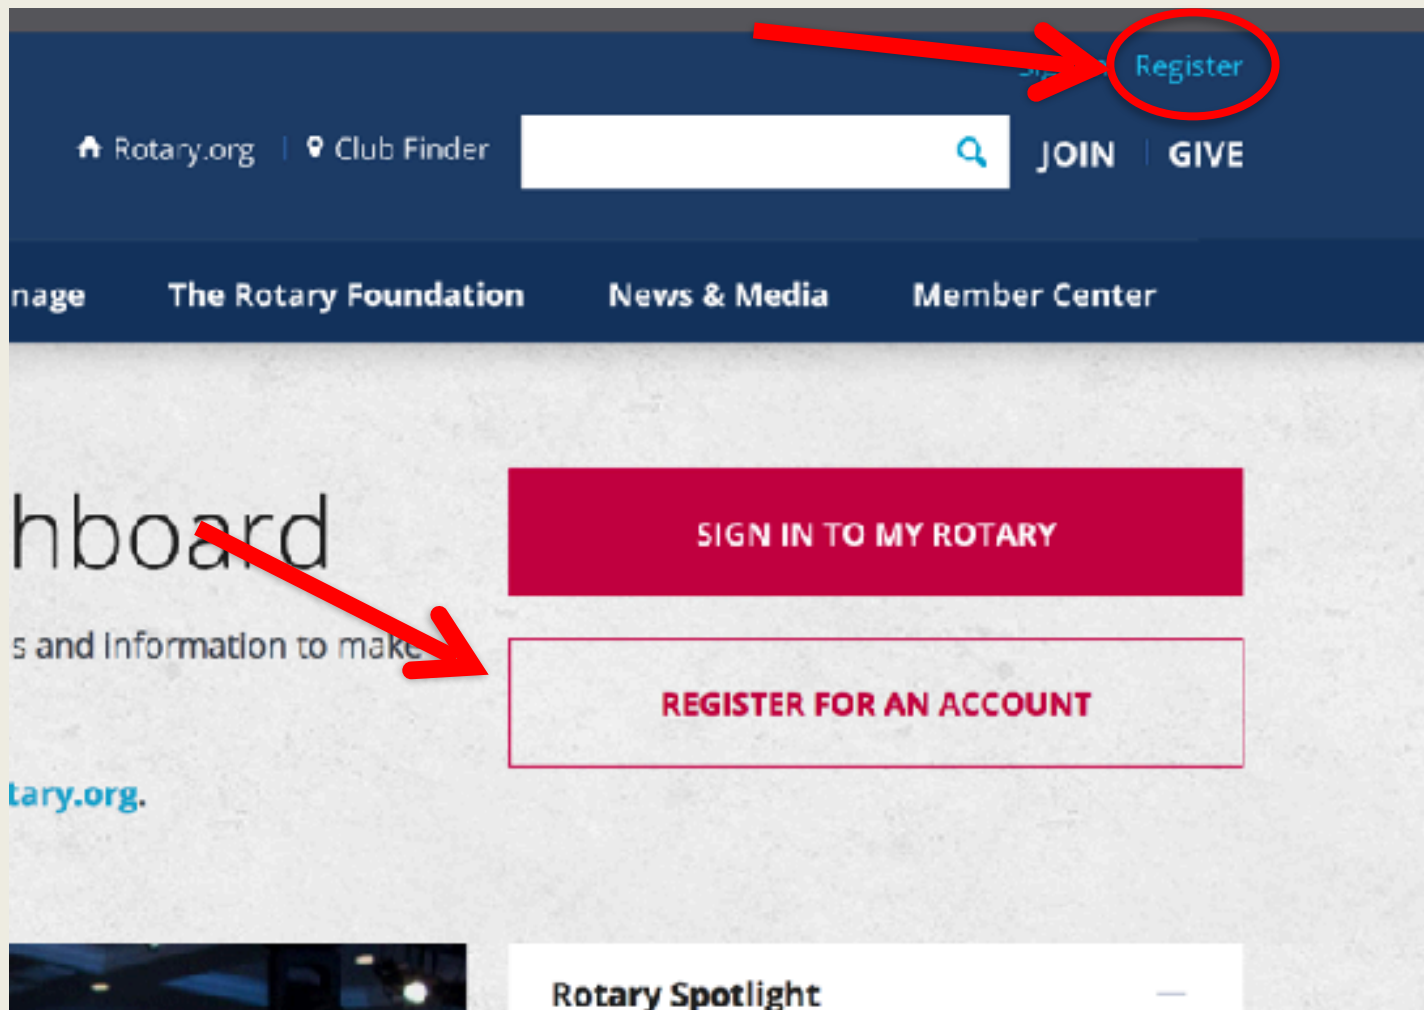 Register
Rotary.org Club Finder JOIN GIVE
nage The Rotary Foundation News & Media Member Center
hboard
SIGN IN TO MY ROTARY
s and information to make
REGISTER FOR AN ACCOUNT
tary.org.
Rotary Spotlight